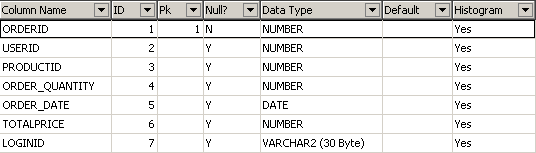 Column Name ID Pk Null? Data Type Default Histogram
ORDERID 1 1 N NUMBER Yes
USERID 2 Y NUMBER Yes
PRODUCTID 3 Y NUMBER Yes
ORDER_QUANTITY 4 Y NUMBER Yes
ORDER_DATE 5 Y DATE Yes
TOTALPRICE 6 Y NUMBER Yes
LOGINID 7 Y VARCHAR2 (30 Byte) Yes